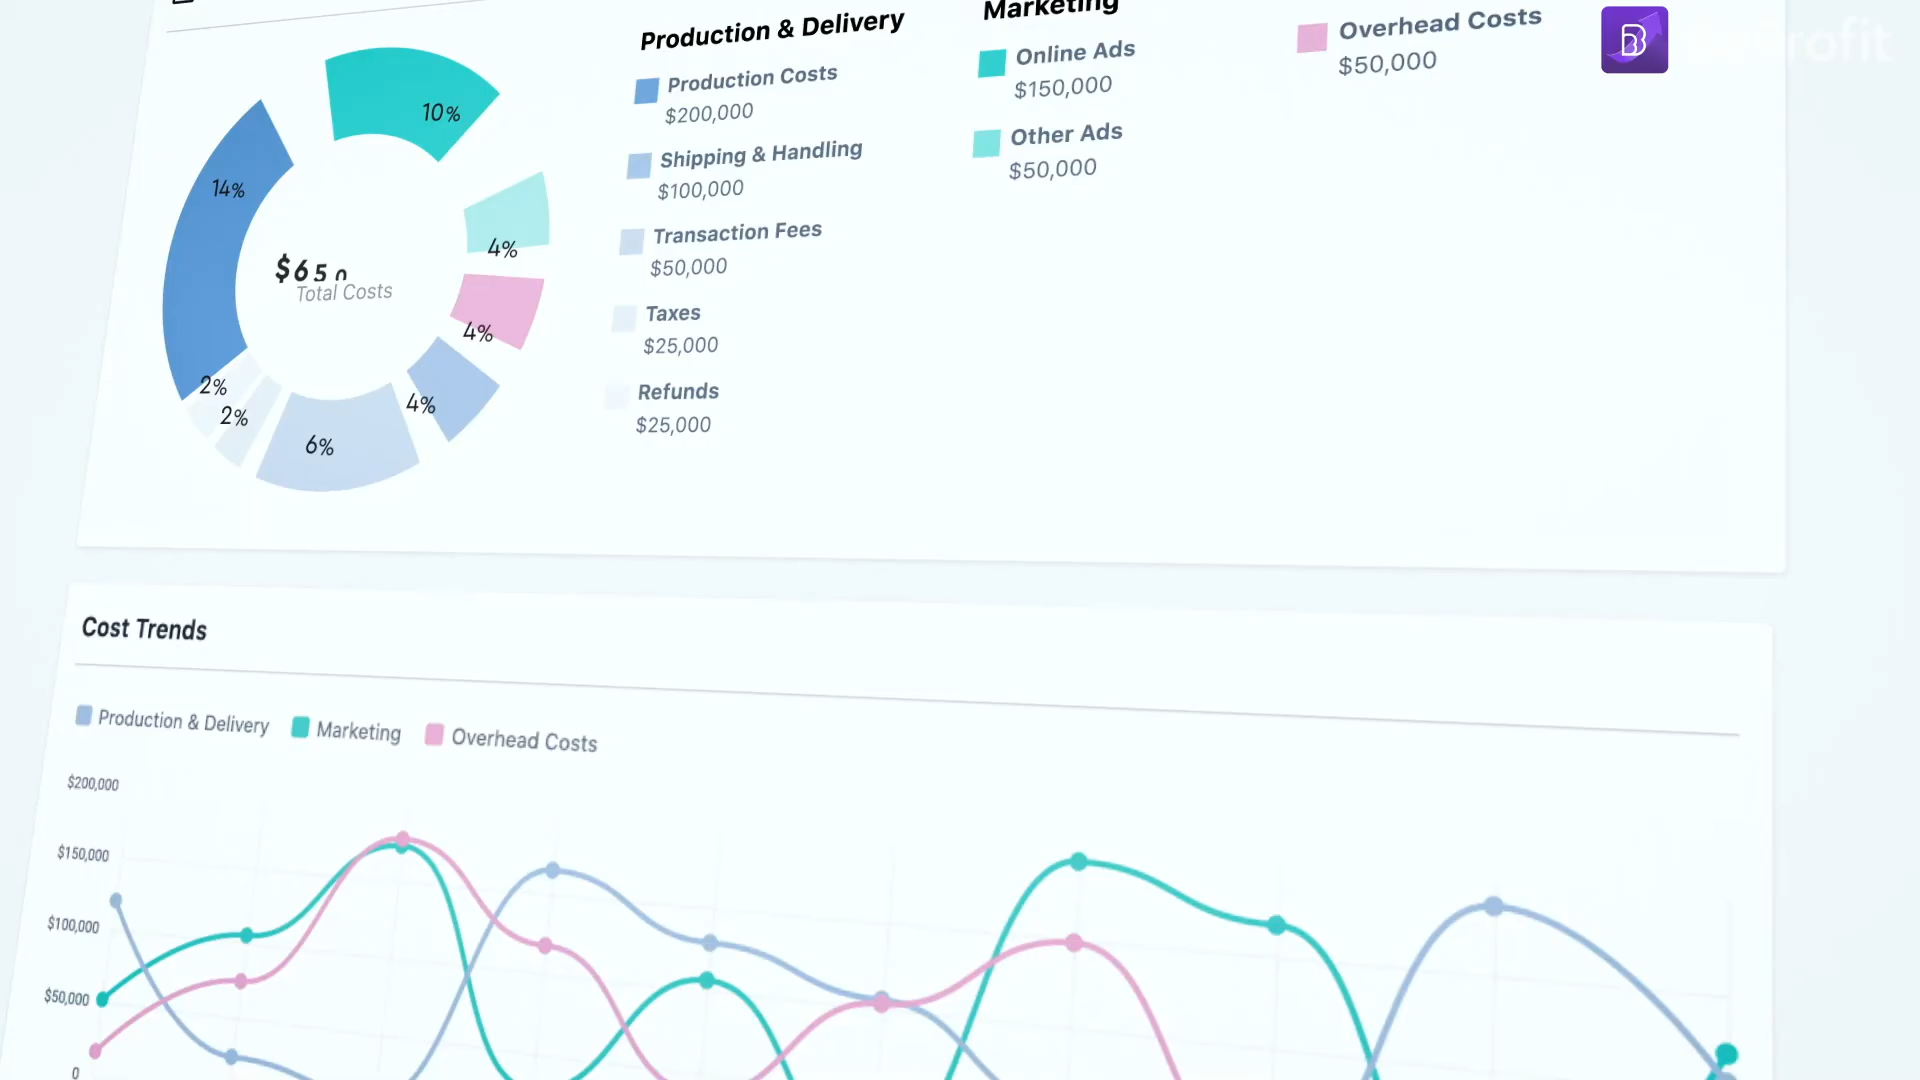 10%
14%
4%
4%
4%
6%
2%
2%
$650
Total Costs
Production & Delivery
Production Costs
$200,000
Shipping & Handling
$100,000
Transaction Fees
$50,000
Taxes
$25,000
Refunds
$25,000
Marketing
Online Ads
$150,000
Other Ads
$50,000
Overhead Costs
$50,000
Cost Trends
Production & Delivery
Marketing
Overhead Costs
$200,000
$150,000
$100,000
$50,000
0